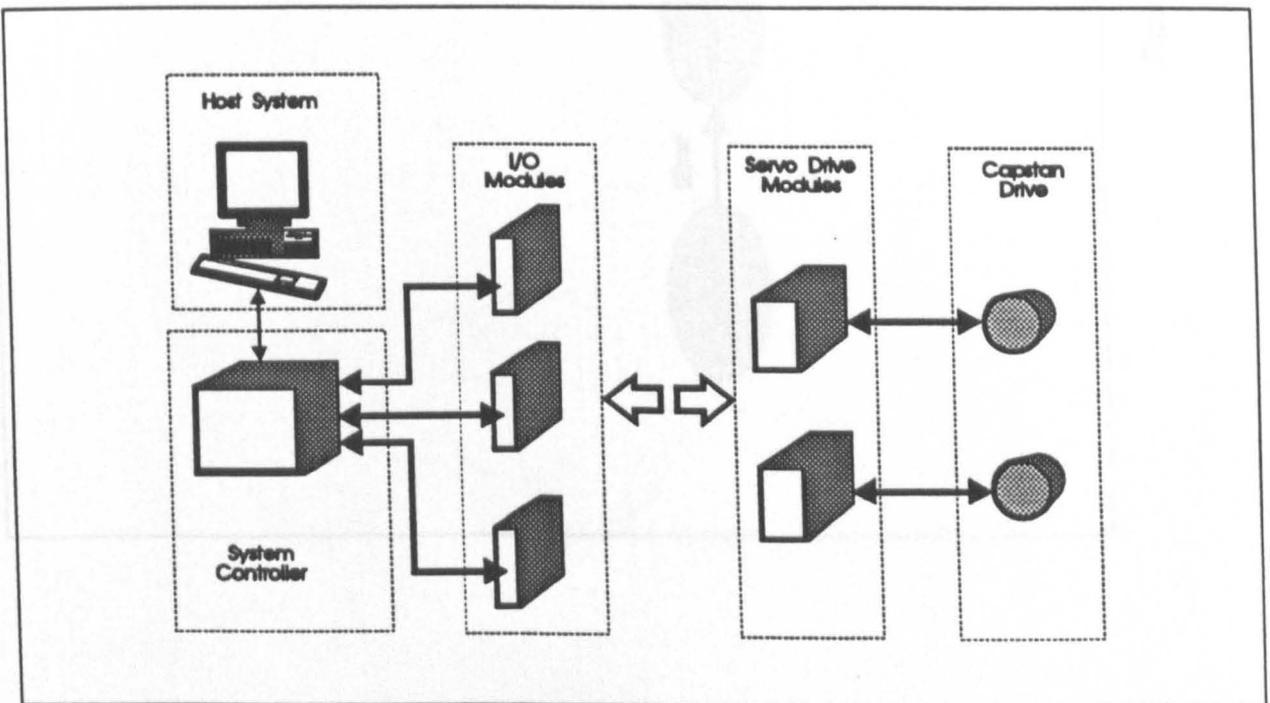 Host System
I/O
Modules
Servo Drive
Modules
Capstan
Drive
System
Controller